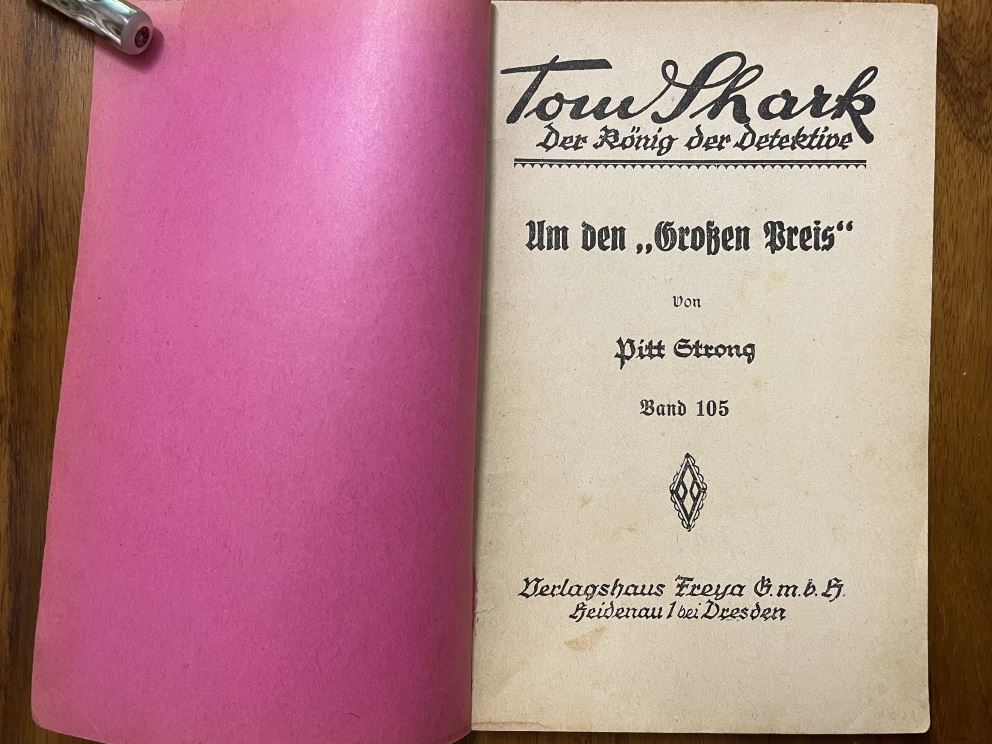 Tom Shark
Der König der Detektive
Um den „Großen Preis“
von
Pitt Strong
Band 105
Verlagshaus Freya G.m.b.H.
Heidenau 1 bei Dresden